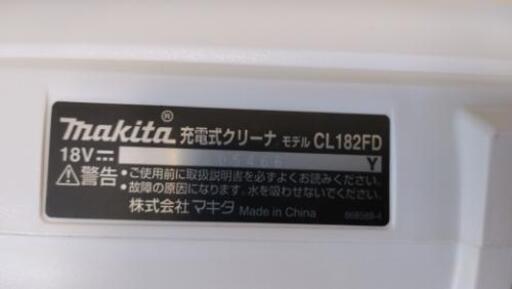 makita® 充電式クリーナ モデル CL182FD
18V⎓ 05466 Y
⚠警告 •ご使用前に取扱説明書を必ずよくお読みください。
•故障の原因になります。水を吸わせないでください。
株式会社 マキタ Made in China